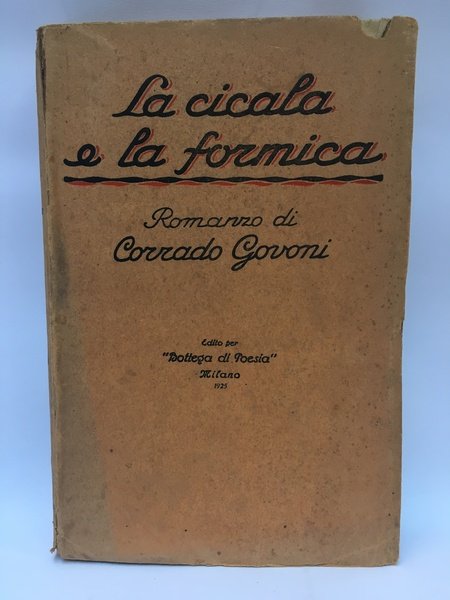 La cicala
e la formica
Romanzo di
Corrado Govoni
Edito per
"Bottega di Poesia"
Milano
1925